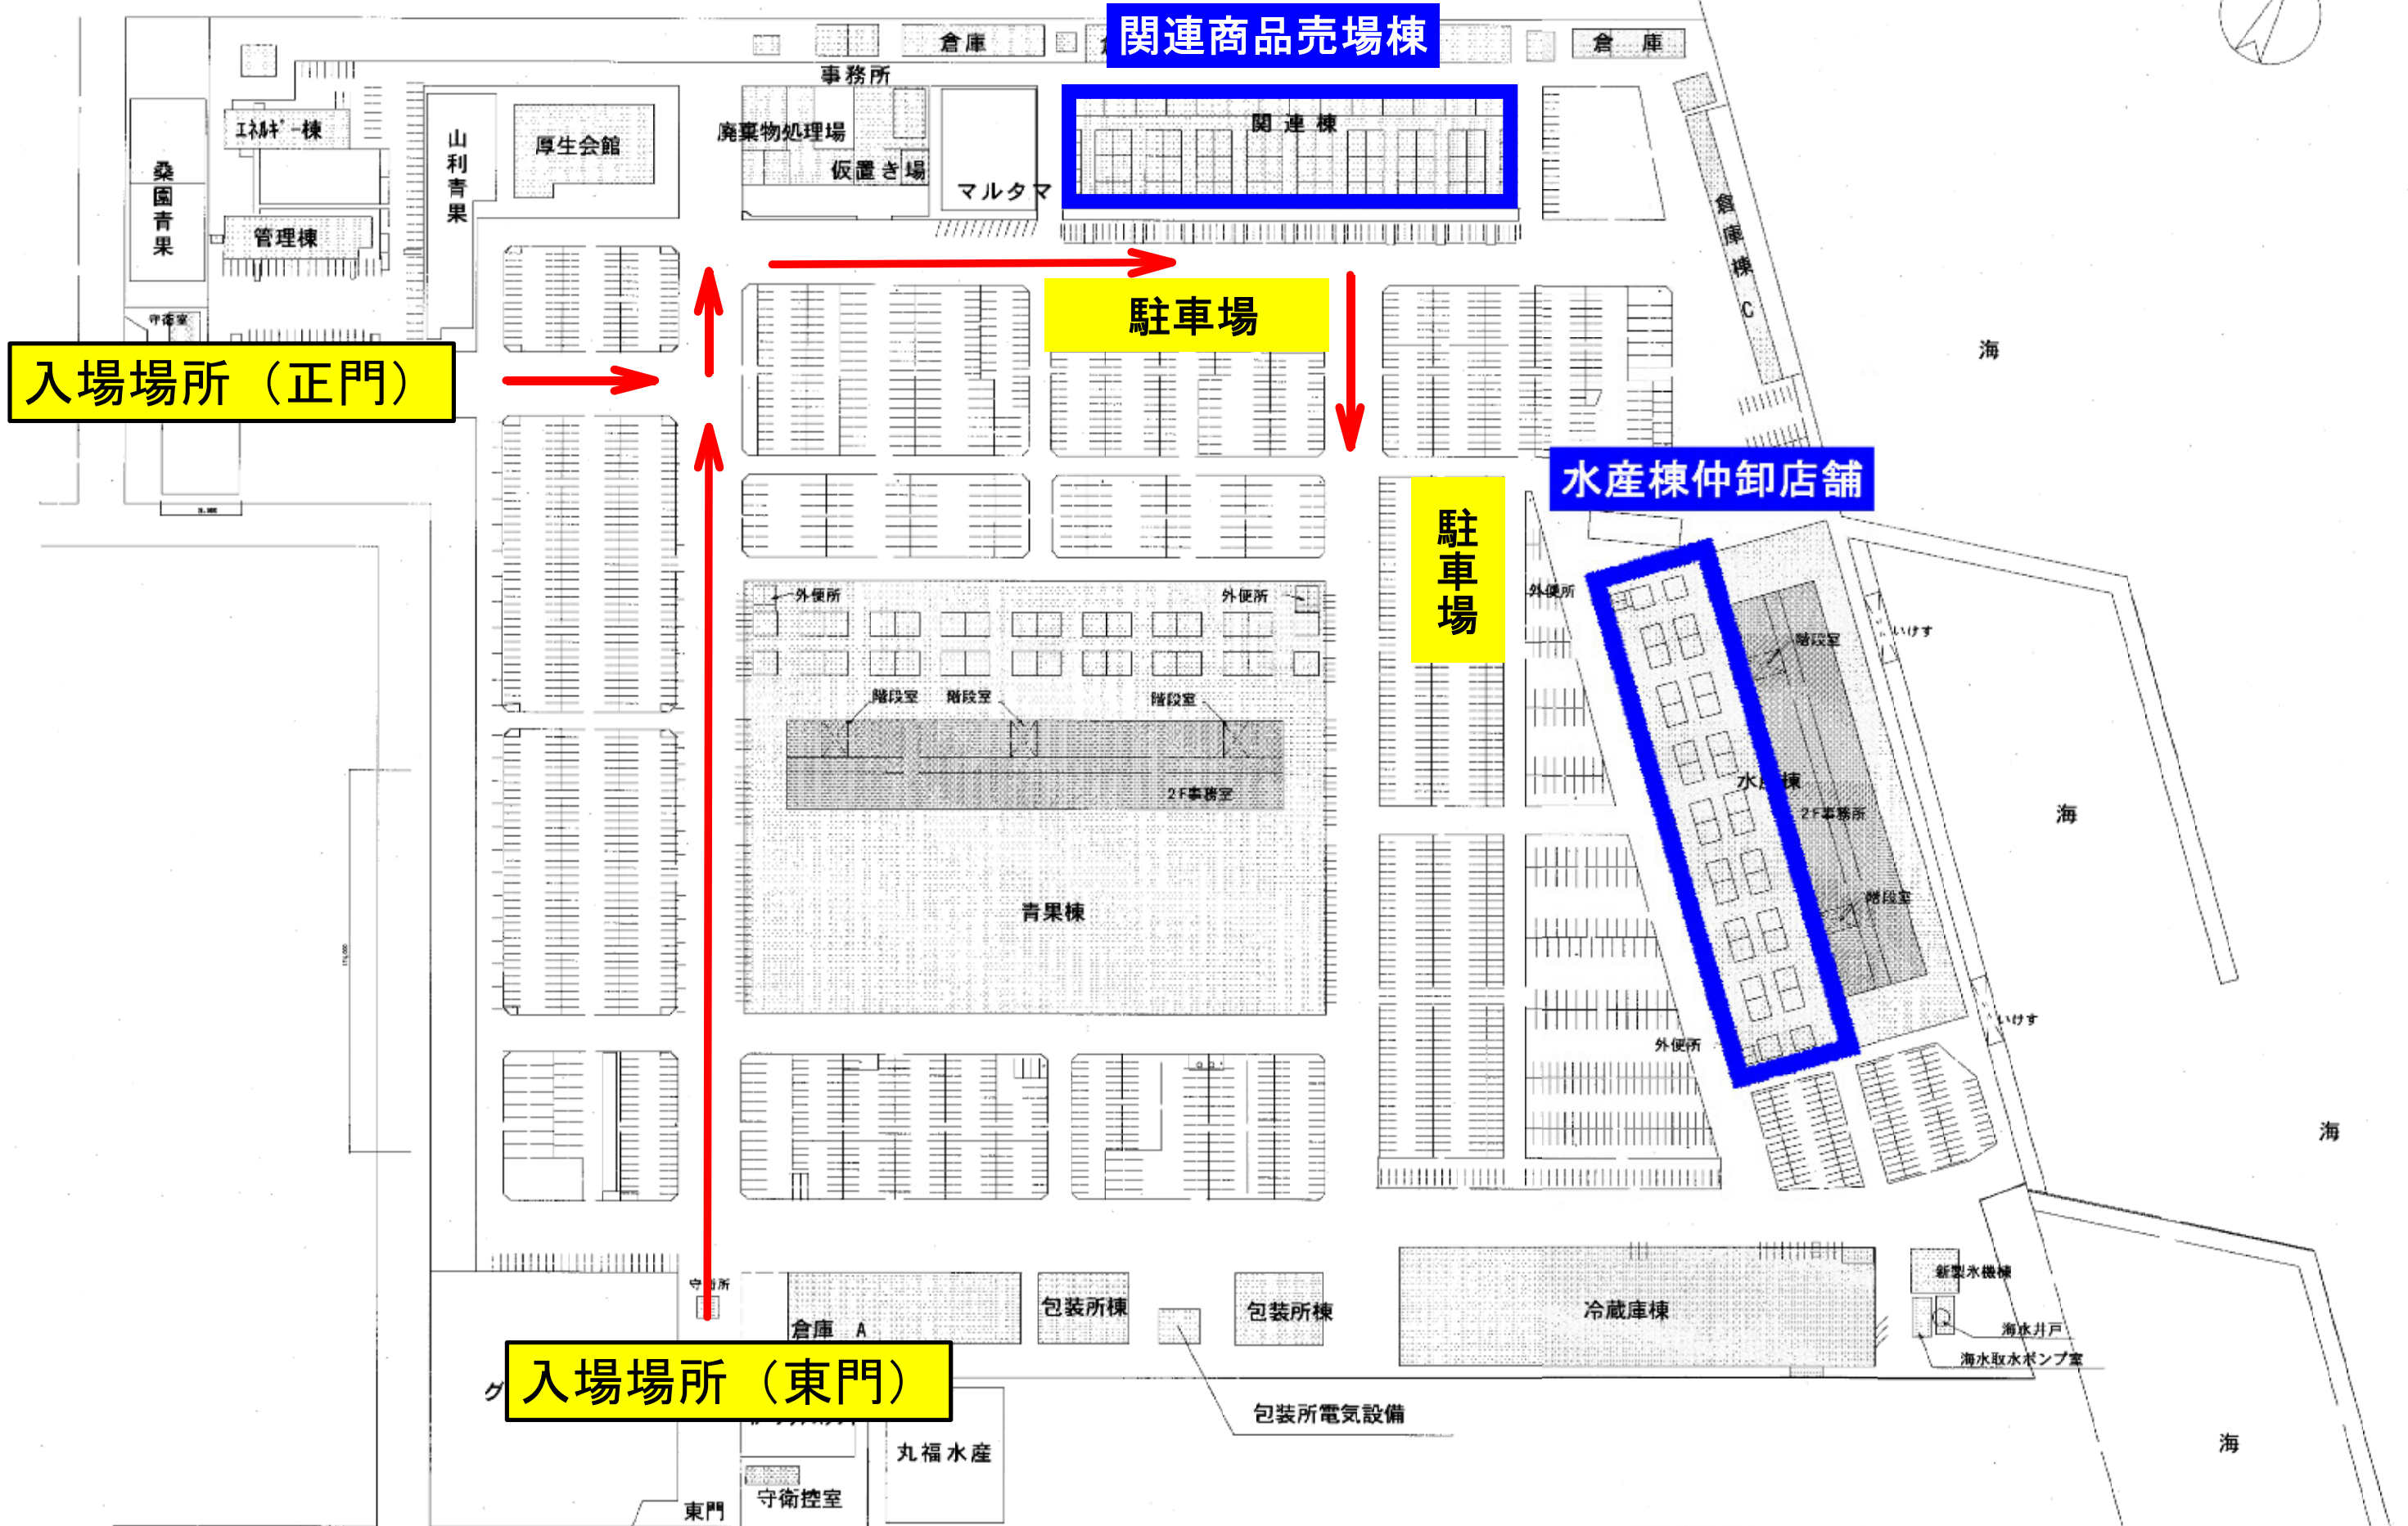 関連商品売場棟
倉庫
倉庫
事務所
エネルギー棟
山利青果
厚生会館
廃棄物処理場
仮置き場
マルタマ
関連棟
桑園青果
管理棟
倉庫棟 C
守衛室
駐車場
海
入場場所（正門）
水産棟仲卸店舗
駐車場
外便所
外便所
外便所
いけす
階段室
階段室
階段室
階段室
2F事務室
水産棟
2F事務所
海
階段室
青果棟
いけす
外便所
海
守衛所
倉庫 A
包装所棟
包装所棟
冷蔵庫棟
新製氷機棟
海水井戸
海水取水ポンプ室
入場場所（東門）
グ
包装所電気設備
丸福水産
海
守衛控室
東門